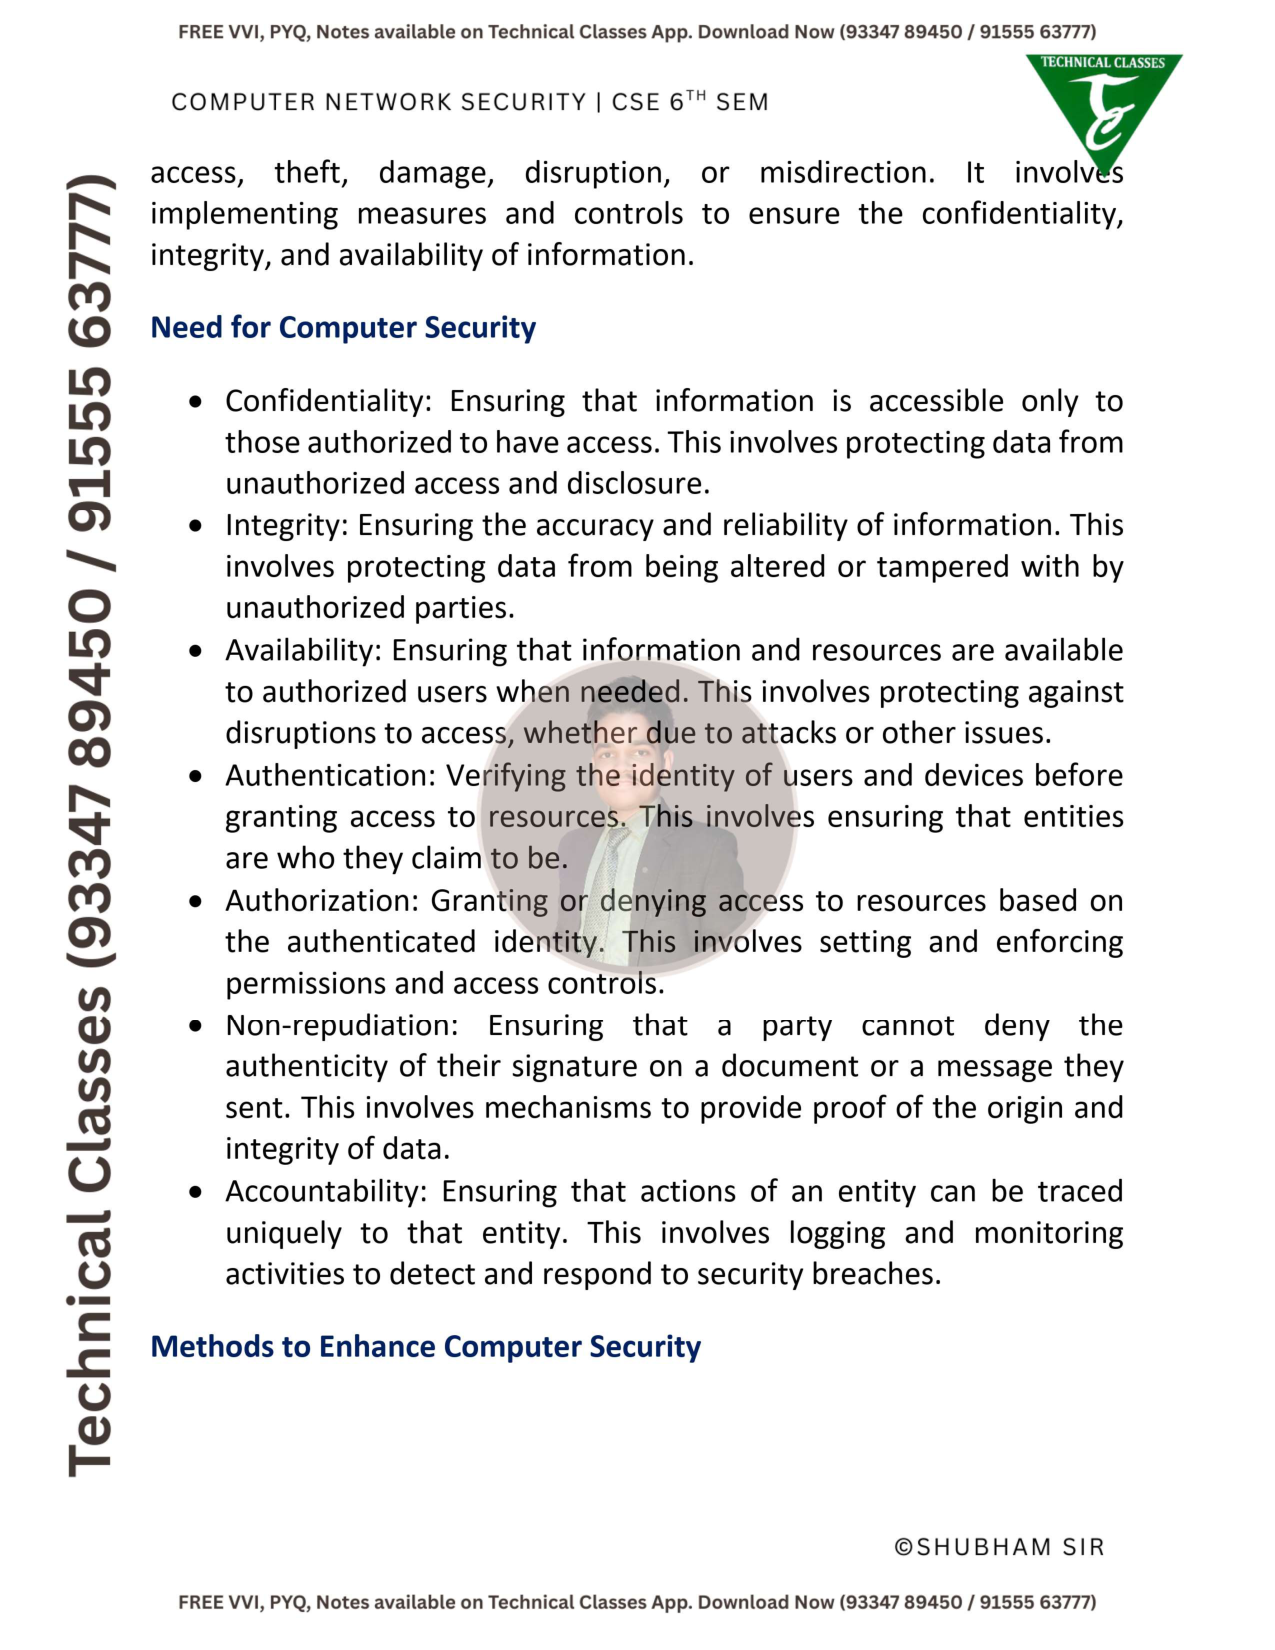 FREE VVI, PYQ, Notes available on Technical Classes App. Download Now (93347 89450 / 91555 63777)
TECHNICAL CLASSES
COMPUTER NETWORK SECURITY | CSE 6TH SEM
Technical Classes (93347 89450 / 91555 63777)
access, theft, damage, disruption, or misdirection. It involves
implementing measures and controls to ensure the confidentiality,
integrity, and availability of information.
Need for Computer Security
• Confidentiality: Ensuring that information is accessible only to
those authorized to have access. This involves protecting data from
unauthorized access and disclosure.
• Integrity: Ensuring the accuracy and reliability of information. This
involves protecting data from being altered or tampered with by
unauthorized parties.
• Availability: Ensuring that information and resources are available
to authorized users when needed. This involves protecting against
disruptions to access, whether due to attacks or other issues.
• Authentication: Verifying the identity of users and devices before
granting access to resources. This involves ensuring that entities
are who they claim to be.
• Authorization: Granting or denying access to resources based on
the authenticated identity. This involves setting and enforcing
permissions and access controls.
• Non-repudiation: Ensuring that a party cannot deny the
authenticity of their signature on a document or a message they
sent. This involves mechanisms to provide proof of the origin and
integrity of data.
• Accountability: Ensuring that actions of an entity can be traced
uniquely to that entity. This involves logging and monitoring
activities to detect and respond to security breaches.
Methods to Enhance Computer Security
©SHUBHAM SIR
FREE VVI, PYQ, Notes available on Technical Classes App. Download Now (93347 89450 / 91555 63777)